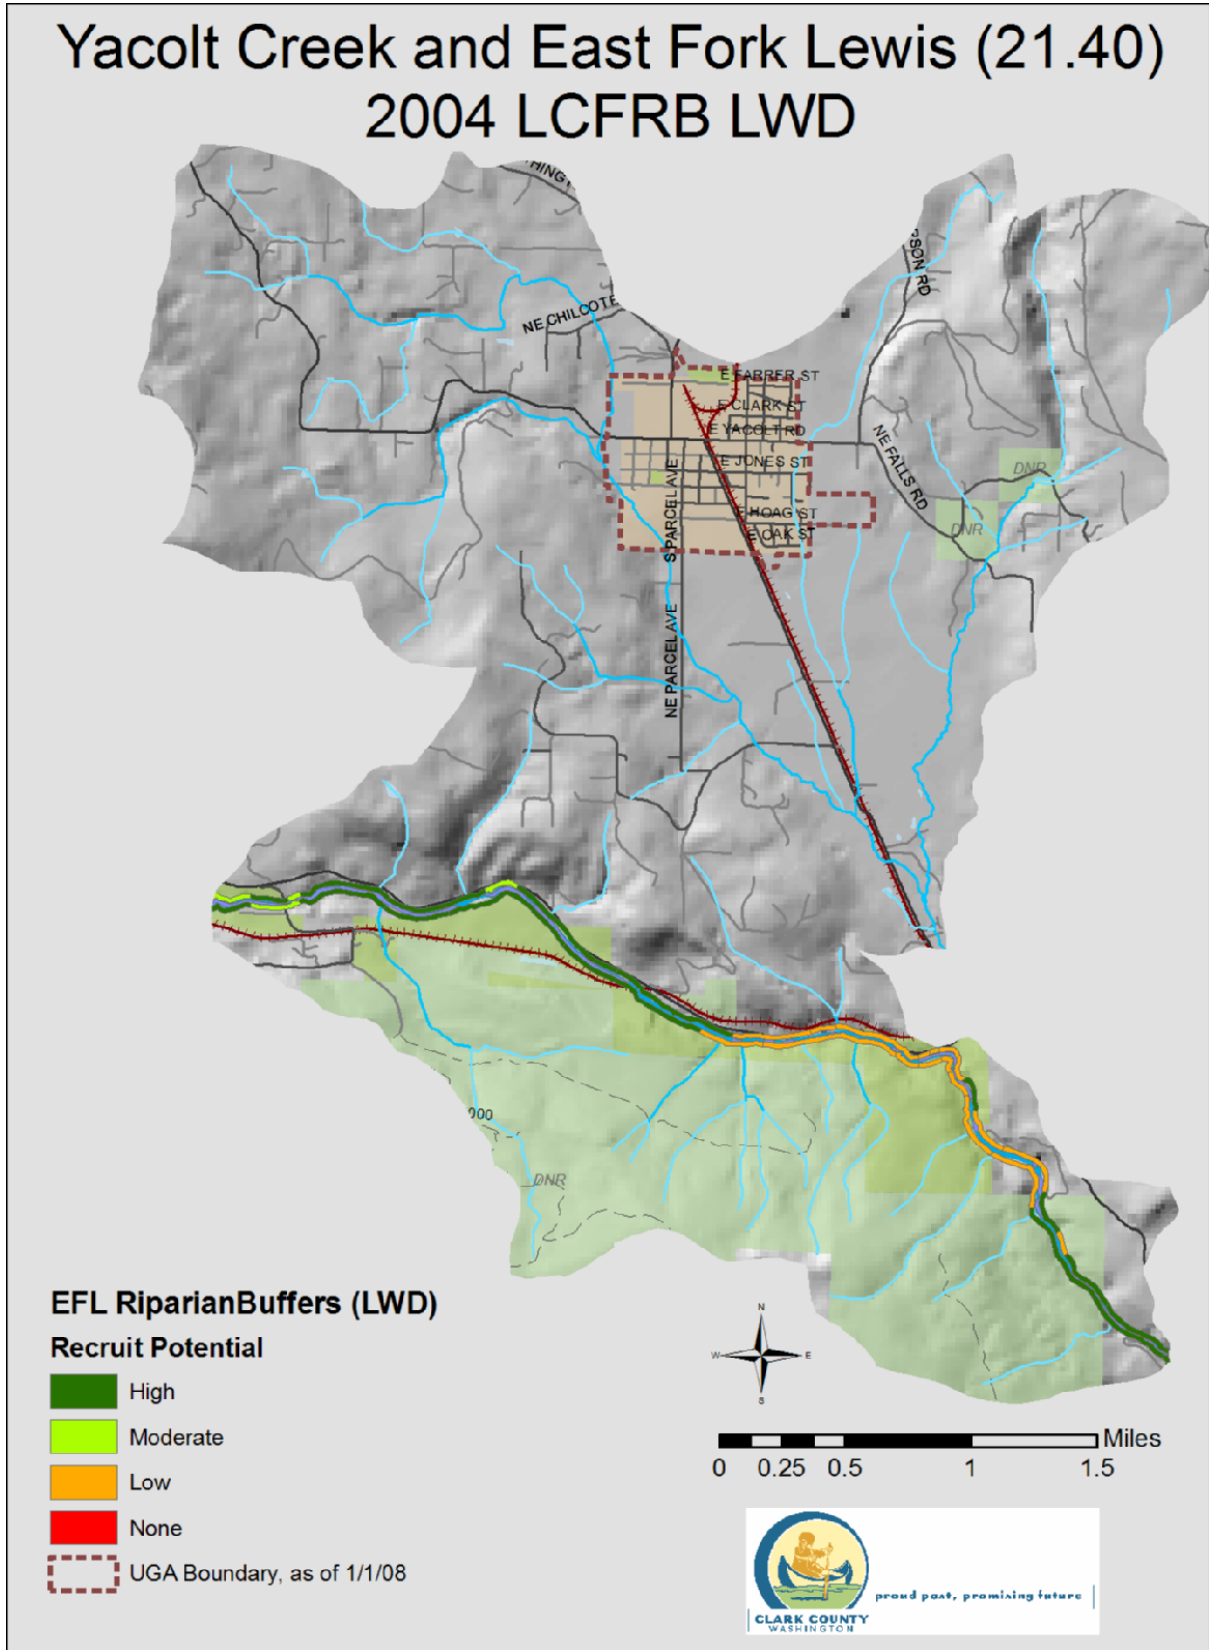 Yacolt Creek and East Fork Lewis (21.40)
2004 LCFRB LWD
NE CHILCOTE
E FARRER ST
E CLARK ST
E YACOLT RD
E JONES ST
E HOAG ST
E OAK ST
S PARCEL AVE
NE PARCEL AVE
NE FALLS RD
DNR
DNR
DNR
EFL RiparianBuffers (LWD)
Recruit Potential
High
Moderate
Low
None
UGA Boundary, as of 1/1/08
N
W
E
S
Miles
0 0.25 0.5 1 1.5
proud past, promising future
CLARK COUNTY
WASHINGTON